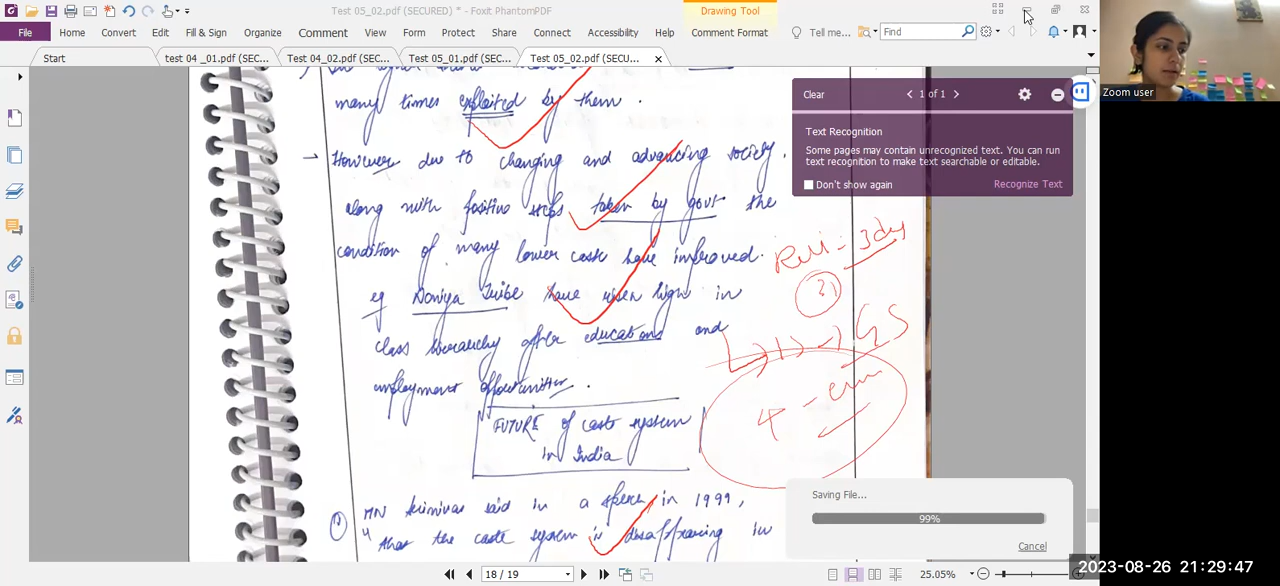 Test 05_02.pdf (SECURED) * - Foxit PhantomPDF
Drawing Tool
File Home Convert Edit Fill & Sign Organize Comment View Form Protect Share Connect Accessibility Help Comment Format Tell me... Find
Start test 04 _01.pdf (SEC... Test 04_02.pdf (SEC... Test 05_01.pdf (SEC... Test 05_02.pdf (SECU...
Zoom user
Clear 1 of 1
Text Recognition
Some pages may contain unrecognized text. You can run
text recognition to make text searchable or editable.
Don't show again Recognize Text
many times exploited by them.
→ However due to changing and advancing society.
along with positive steps taken by govt the
condition of many lower caste have improved.
eg Doniya Tribe have risen high in
class hierarchy after educations and
employment opportunities.
FUTURE of caste system
in India
MN Srinivas said in a speech in 1999,
"that the caste system is disappearing in
3 days
GS
4 -
Saving File...
99%
Cancel
18 / 19
25.05%
2023-08-26 21:29:47